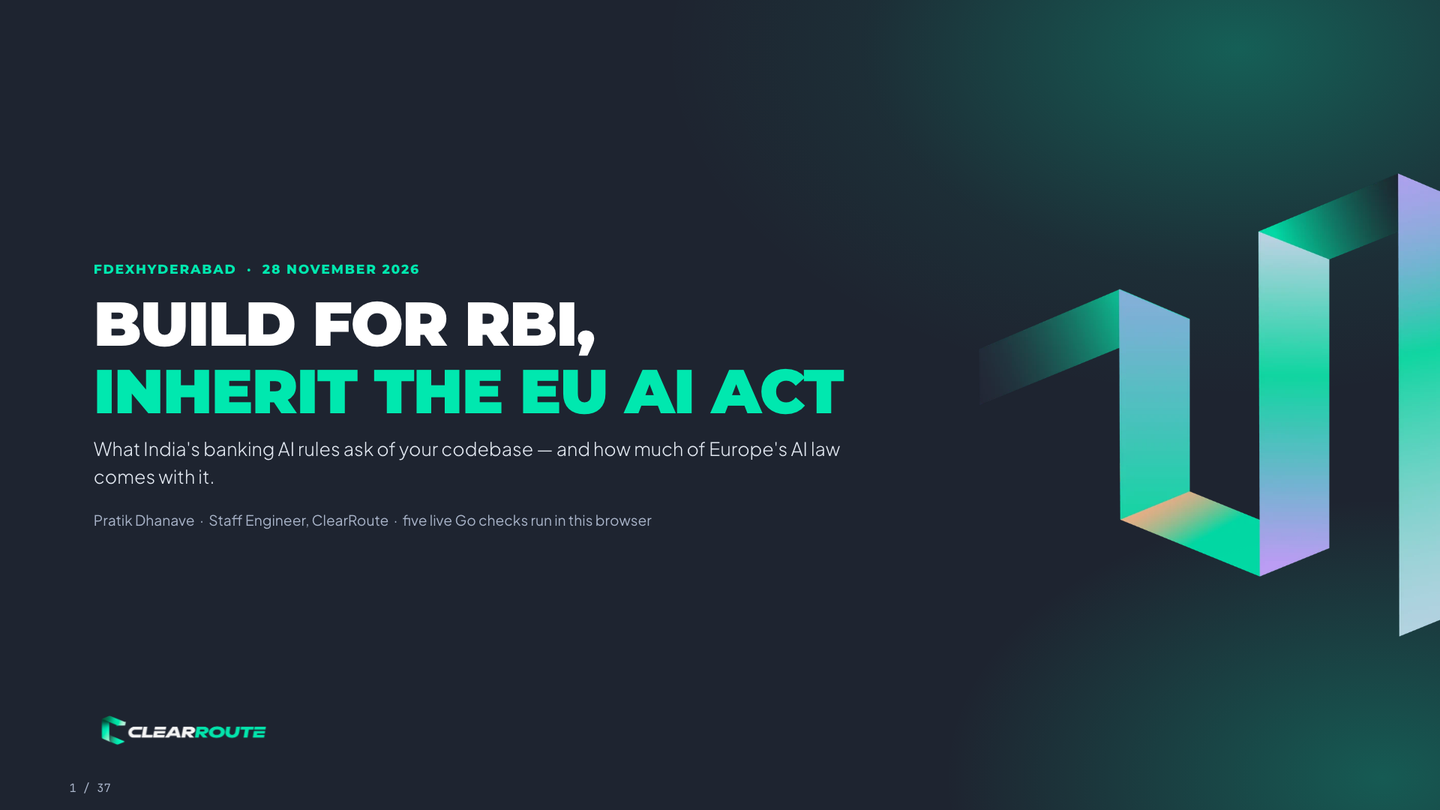 FDEXHYDERABAD · 28 NOVEMBER 2026
BUILD FOR RBI,
INHERIT THE EU AI ACT
What India's banking AI rules ask of your codebase — and how much of Europe's AI law
comes with it.
Pratik Dhanave · Staff Engineer, ClearRoute · five live Go checks run in this browser
CLEARROUTE
1 / 37